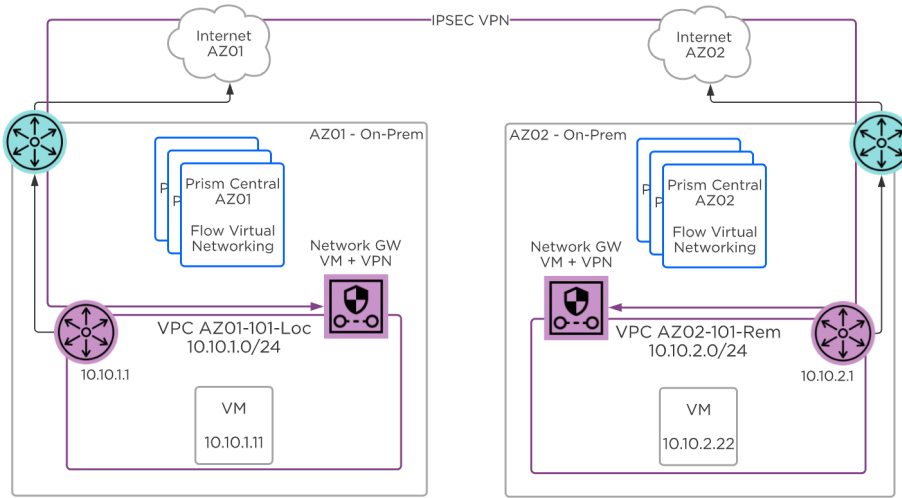 IPSEC VPN
Internet
AZ01
Internet
AZ02
AZ01 - On-Prem
P
P
Prism Central
AZ01
Flow Virtual
Networking
Network GW
VM + VPN
VPC AZ01-101-Loc
10.10.1.0/24
10.10.1.1
VM
10.10.1.11
AZ02 - On-Prem
P
P
Prism Central
AZ02
Flow Virtual
Networking
Network GW
VM + VPN
VPC AZ02-101-Rem
10.10.2.0/24
10.10.2.1
VM
10.10.2.22